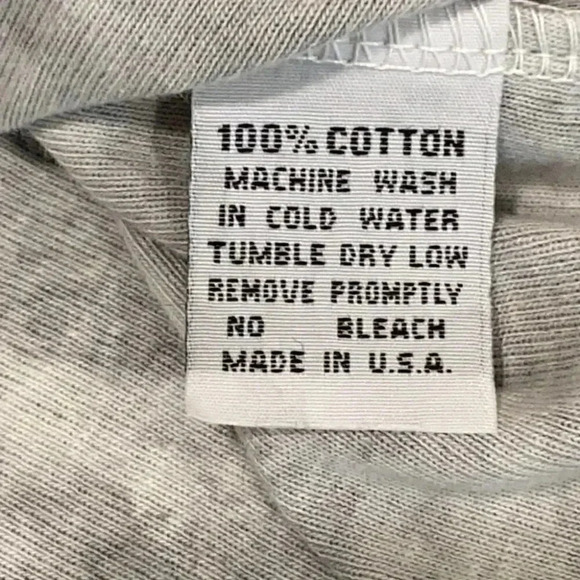 100% COTTON
MACHINE WASH
IN COLD WATER
TUMBLE DRY LOW
REMOVE PROMPTLY
NO BLEACH
MADE IN U.S.A.